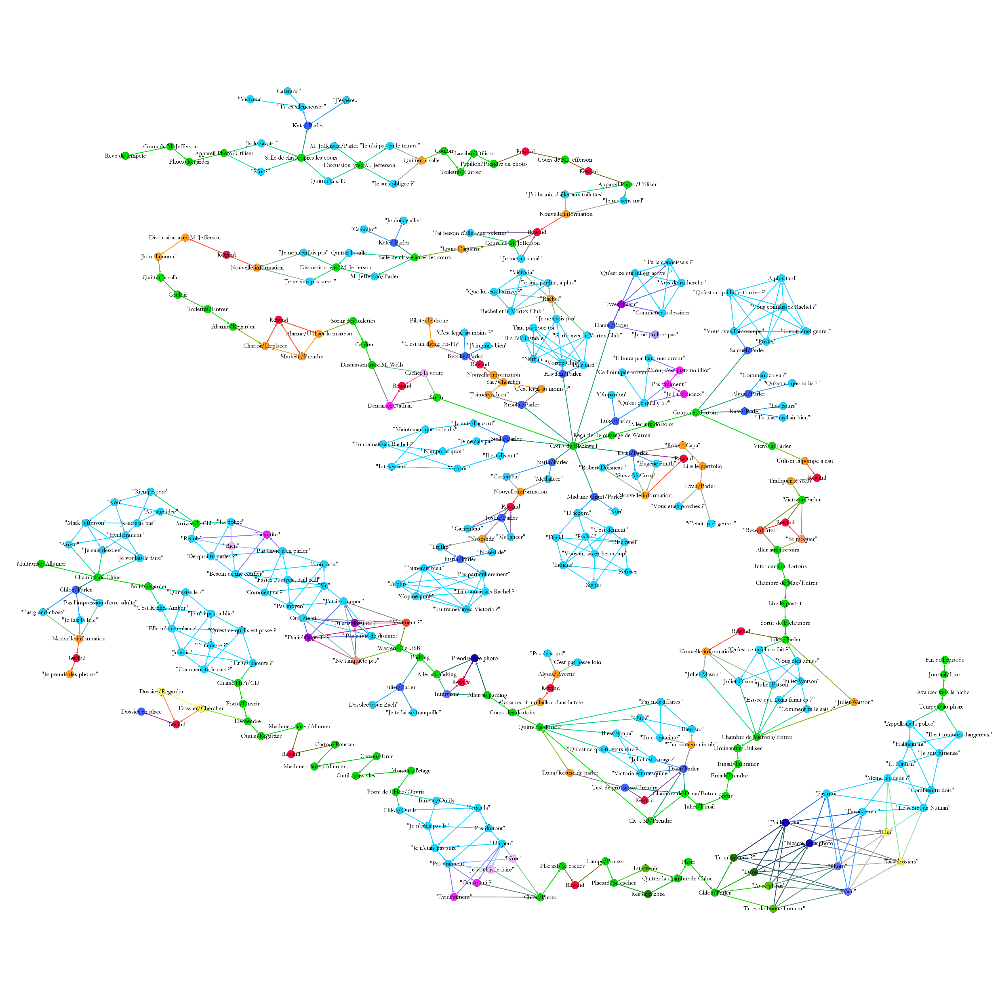 "Cafetaria"
"Victoria"
"J'espere.."
"Tu es silencieuse.."
Kate/ Parler
"Je le savais.."
M. Jefferson/Parler
"Je n'ai pas eu le temps."
Cours de M. Jefferson
Reve de tempete
Appareil Photo/Utiliser
Photo/Regarder
Salle de classe apres les cours
Discussion avec M. Jefferson.
Quitter la salle
Couloir
Lavabo/Utiliser
Papillon/Prendre en photo
Toilettes/Entrer
Rewind
Cours de M. Jefferson
Rewind
"Moi ?"
Quitter la salle
"Je suis obligee ?"
Appareil Photo/Utiliser
"J'ai besoin d'aller aux toilettes"
"Je me sens mal"
Nouvelle information
"Je dois y aller"
"Ca craint"
Kate/ Parler
"J'ai besoin d'aller aux toilettes"
Rewind
Cours de M. Jefferson
"Louis Daguerre"
"Je me sens mal"
Salle de classe apres les cours
Discussion avec M. Jefferson.
"John Lennon"
Rewind
"Je ne m'enfuis pas"
Quitter la salle
Nouvelle information
Discussion avec M. Jefferson.
"Je ne suis pas sure.."
M. Jefferson/Parler
Quitter la salle
Couloir
Toilettes/Entrer
Alarme/Regarder
Rewind
Sortir des toilettes
Alarme/Utiliser le marteau
Chariot/Deplacer
Marteau/Prendre
Couloir
Discussion avec M. Wells
Cacher la verite
Rewind
Denoncer Nathan
Sortir
"Victoria"
"Je suis perdue, a plus"
"Que lui est-il arrive ?"
"Rachel"
"Rachel et le Vortex Club"
"Je ne crois pas"
"Tant pis pour toi"
"Il a l'air instable"
"Sortir avec le Vortex Club"
"Nathan"
"Vortex Club"
"Plus tard"
Hayden/Parler
Piloter le drone
"C'est legal au moins ?"
"C'est un drone Hi-Fly"
"J'aimerais bien"
Brooke/Parler
Rewind
Nouvelle information
Sac/Chercher
"C'est legal au moins ?"
"J'aimerais bien"
Brooke/Parler
"Tu la connaissais ?"
"Qu'est ce qui lui est arrive ?"
"Avis de recherche"
"Avec plaisir"
"Commence a dessiner"
Daniel/Parler
"Je ne prefere pas"
"A plus tard"
"Qu'est ce qui lui est arrive ?"
"Vous connaissez Rachel ?"
"Vous avez l'air occupe"
"C'etait quel genre.."
"Poster"
Samuel/Parler
"Il finira par faire une erreur"
"Ca finira par arriver"
"Non, c'est juste un idiot"
"Pas vraiment"
"Je l'ai denonce"
"Oh pardon"
"Qu'est ce qu'il y a ?"
Luke/Parler
"Comment ca va ?"
"Qu'est ce que tu lis ?"
Alyssa/Parler
"Les cours"
Kate/ Parler
"Tu n'as pas l'air bien"
Cours des dortoirs
Aller aux dortoirs
Regarder le message de Warren
Cours de Blackwell
"Je suis d'accord"
"Maintenant que tu le dis"
Stella/Parler
"Je ne sais pas"
"Tu connaissais Rachel ?"
"N'importe quoi"
"Il est distant"
"Interessant"
"Victoria"
Victoria/Parler
Utiliser la pompe a eau
Rewind
Trafiquer le sceau
Victoria/Parler
Rewind
"Reconforter"
"Se moquer"
Aller aux dortoirs
Interieur des dortoirs
Chambre de Max/Entrer
Lire le post-it
Sortir de la chambre
Juliet/Parler
"Robert Capa"
Evan/Parler
Rewind
"Eugene Smith"
"Robert Doisneau"
Lire le portfolio
"Steve McCurry"
Evan/Parler
Nouvelle information
"Vous etiez proches ?"
"C'etait quel genre.."
Justin/Parler
"Carrement"
"Me lancer"
Nouvelle information
Rewind
Justin/Parler
"Carrement"
"Me lancer"
"Noseslide"
"Treflip"
"Noseslide"
Justin/Parler
"J'aimerais bien"
"Pas particulierement"
"A plus"
"Tu connaissais Rachel ?"
"Copine punk"
"Tu traines avec Victoria ?"
Madame Grant/Parler
"D'accord"
"Non"
"C'est dement"
"David"
"Rachel"
"Blackwell"
"Vous en savez beaucoup"
"Indiens"
Refuser
Signer
"Rien j'espere"
"Non"
"Aucune idee"
"Mark Jefferson"
"Je ne sais pas"
Arrivee de Chloe
"La police"
"Evidemment"
"La verite"
"Recule"
"Rien"
"Arrete"
"Je suis desolee"
"Je voulais le faire"
"De quoi tu parles ?"
"Pas envie d'en parler"
Multiprise/Allumer
Chambre de Chloe
"Besoin de me confier"
"Non, non"
"Faster Pussycat, Kill Kill"
"Vu"
"Comment ca ?"
Chloe/Parler
Boite/regarder
"Qui est-elle ?"
"Pas l'impression d'etre adulte"
"C'est Rachel Amber"
"Pas grand-chose"
"Je fais la fete"
"Je n'ai pas oublie"
"Pas moyen"
"J'etais occupee"
"Oui, merci"
"Tu sais dessiner ?"
"Vraiment ?"
"Elle m'a remplacee"
"Qu'est ce qu'il s'est passe ?
"Daniel l'a poste ?"
"Pas envie de discuter"
Nouvelle information
"Et ta mere ?"
"Je vois"
Warren/Cle USB
Rewind
"Et ses parents ?"
"Comment tu le sais ?"
"Ne t'inquiete pas"
Parking
"Je prends des photos"
Chaine HiFi/CD
Prendre une photo
Aller au parking
Rewind
Juliet/Parler
Intervenir
Aller au parking
"Desolee pour Zach"
"Je te laisse tranquille"
Dossier/Regarder
Dossier/Chercher
Porte/Ouvrir
Dossier en place
Rewind
Descendre
Outils/Regarder
Machine a laver/Allumer
Rewind
Carton/Pousser
Machine a laver/Allumer
Carton/Tirer
Outils possedes
Monter a l'etage
Porte de Chloe/Ouvrir
"Pas de souci"
"C'est pas passe loin"
Alyssa/Avertir
Rewind
Alyssa recoit un ballon dans la tete
Cours des dortoirs
Quitter le dortoir
Rewind
Nouvelle information
"Qu'est ce qu'elle a fait ?"
"Vous etes amies"
"Juliet Mason"
"Juliet Olson"
"Juliet Patson"
"Juliet Watson"
"Est-ce que Dana ferait ca ?"
"Comment tu le sais ?"
"Juliet Watson"
Chambre de Victoria/Entrer
Ordinateur/Utiliser
Email/Imprimer
Email/Prendre
Sortir
Juliet/Email
Chambre de Dana/Entrer
"Pas mes affaires"
"Oui ?"
"Bien sur"
"Il est sympa"
"Tu es enceinte"
"Une rumeur circule"
"Qu'est ce que tu veux dire ?"
"Juliet est enragee"
"Victoria est mesquine"
Dana/Parler
Dana/Refuse de parler
Test de grossesse/Prendre
Rewind
Cle USB/Prendre
Fin de l'episode
Journal/Lire
Avancer vers la biche
Tempete au phare
"Appellons la police"
"Il est toujours dangereux"
"Hallucinant"
"Je suis furieuse"
"Et Nathan"
"Meme les tiens ?"
"Combien tu dois"
"Pas moi"
"Le secret de Nathan"
"J'avais envie"
"J'ai bien fait"
"Oui"
"Bizarre cette photo"
"Tu m'en veux ?"
"Photo"
"Des dossiers"
"Desolee"
"Avec plaisir"
"Kate"
Chloe/Parler
"Tu es de bonne humeur"
Bureau/Outils
"J'etais la"
Chloe/Outils
"Je n'etais pas la"
"Pas du tout"
"Un peu"
"Je n'etais pas sure"
"Non"
"Pas vraiment"
"Je voulais le faire"
"Genre qui ?"
"Evidemment"
Chloe/Photo
Placard/Se cacher
Rewind
Lampe/Pousse
Placard/Se cacher
Intervenir
Rester cachee
Quitter la chambre de Chloe
Phare